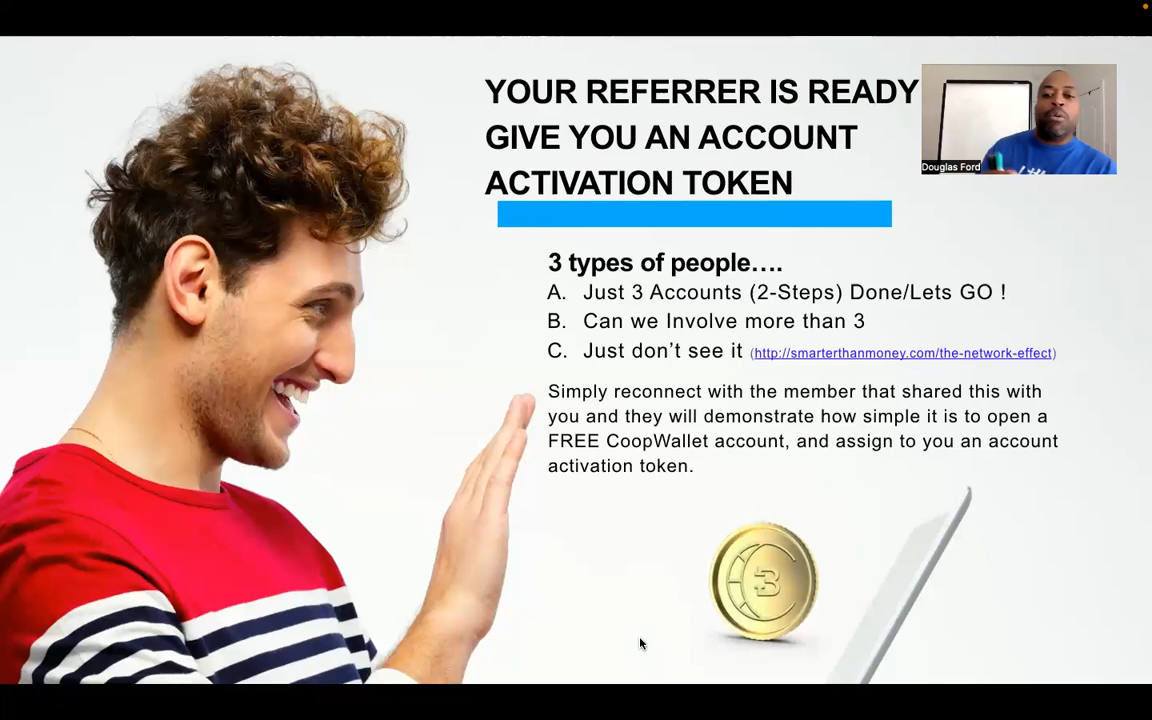 YOUR REFERRER IS READY
GIVE YOU AN ACCOUNT
ACTIVATION TOKEN
Douglas Ford
3 types of people….
A. Just 3 Accounts (2-Steps) Done/Lets GO !
B. Can we Involve more than 3
C. Just don’t see it (http://smarterthanmoney.com/the-network-effect)
Simply reconnect with the member that shared this with
you and they will demonstrate how simple it is to open a
FREE CoopWallet account, and assign to you an account
activation token.